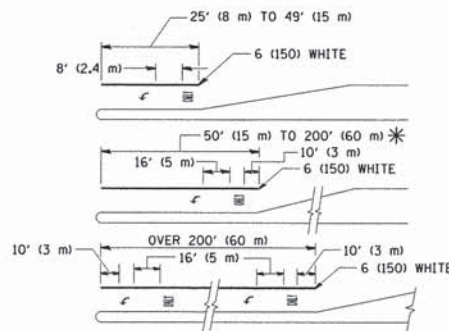 25' (8 m) TO 49' (15 m)
8' (2.4 m)
6 (150) WHITE
50' (15 m) TO 200' (60 m) ✳
16' (5 m)
10' (3 m)
6 (150) WHITE
OVER 200' (60 m)
10' (3 m)
16' (5 m)
10' (3 m)
6 (150) WHITE